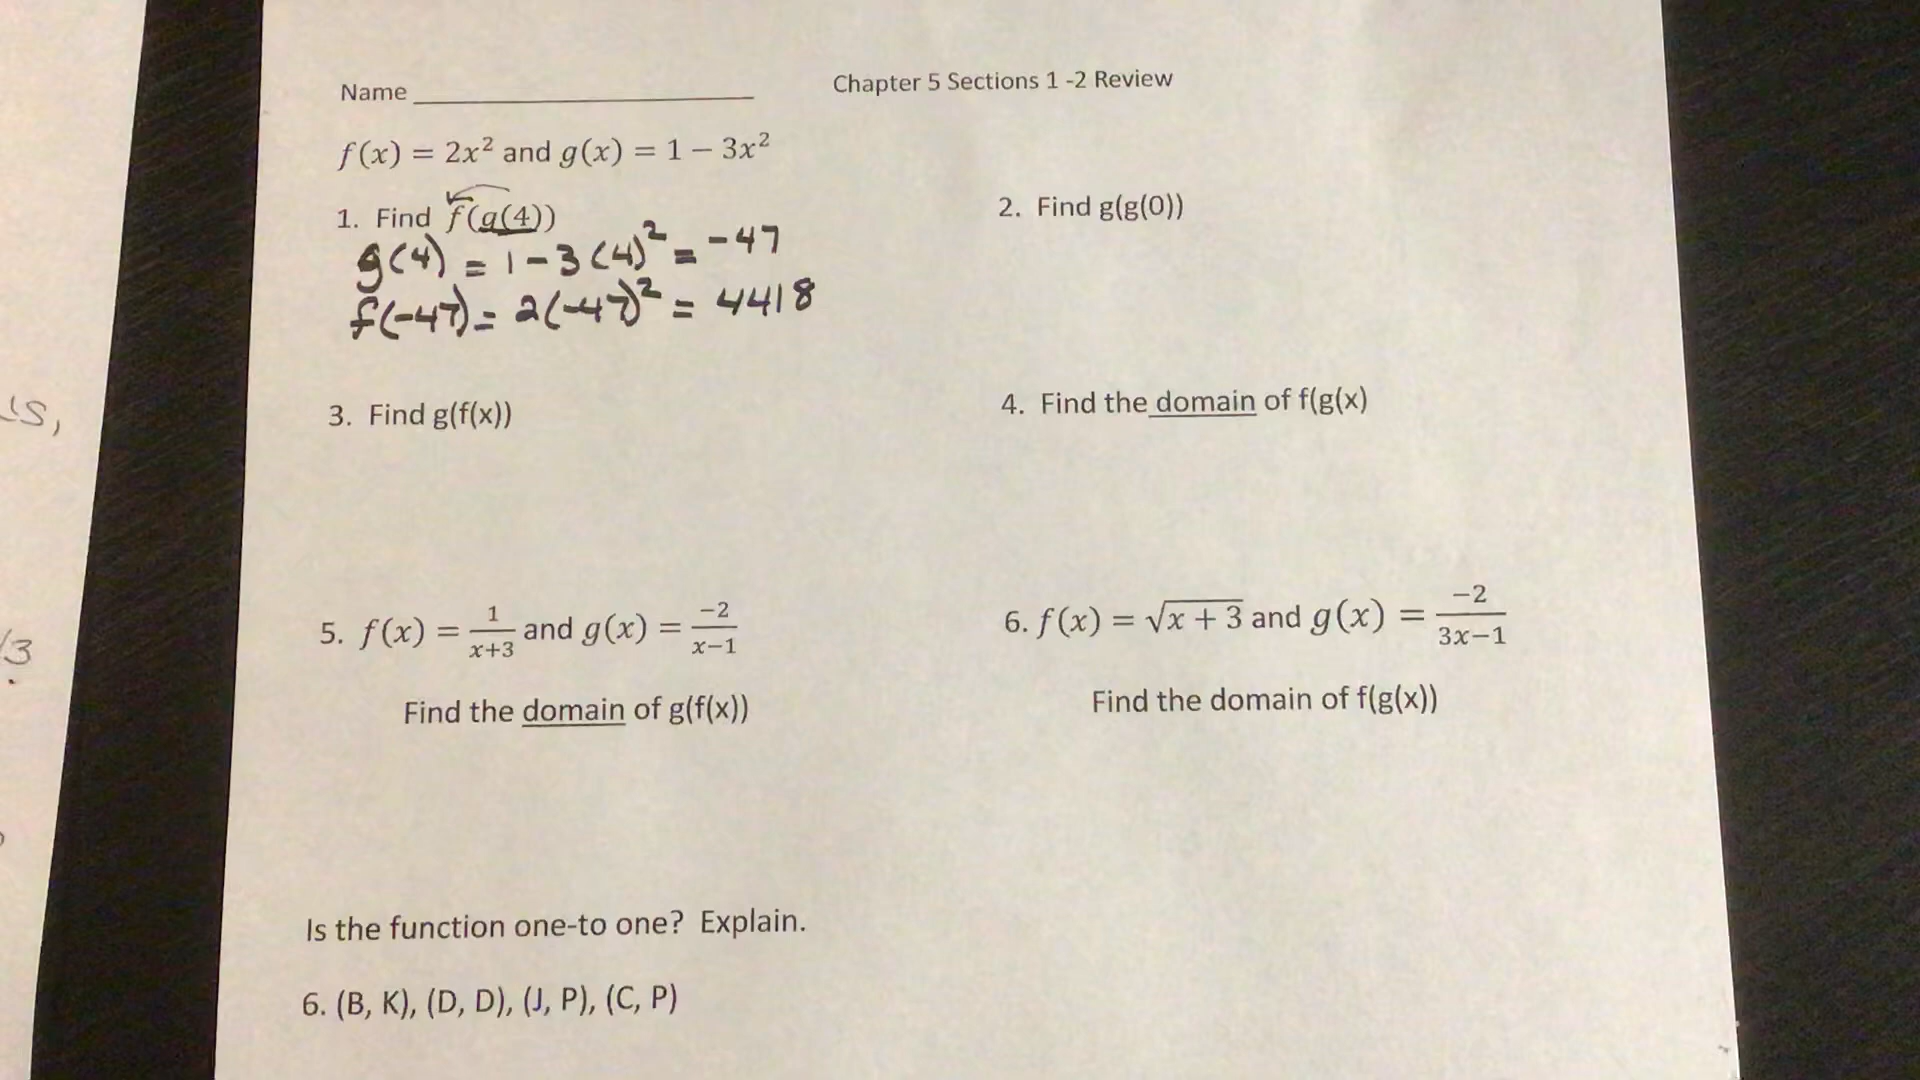 Name
Chapter 5 Sections 1 -2 Review
f(x) = 2x² and g(x) = 1 – 3x²
1. Find f(g(4))
g(4) = 1 - 3(4)² = -47
f(-47) = 2(-47)² = 4418
2. Find g(g(0))
3. Find g(f(x))
4. Find the domain of f(g(x)
5. f(x) = 1/(x+3) and g(x) = -2/(x-1)
Find the domain of g(f(x))
6. f(x) = √(x + 3) and g(x) = -2/(3x-1)
Find the domain of f(g(x))
Is the function one-to one? Explain.
6. (B, K), (D, D), (J, P), (C, P)